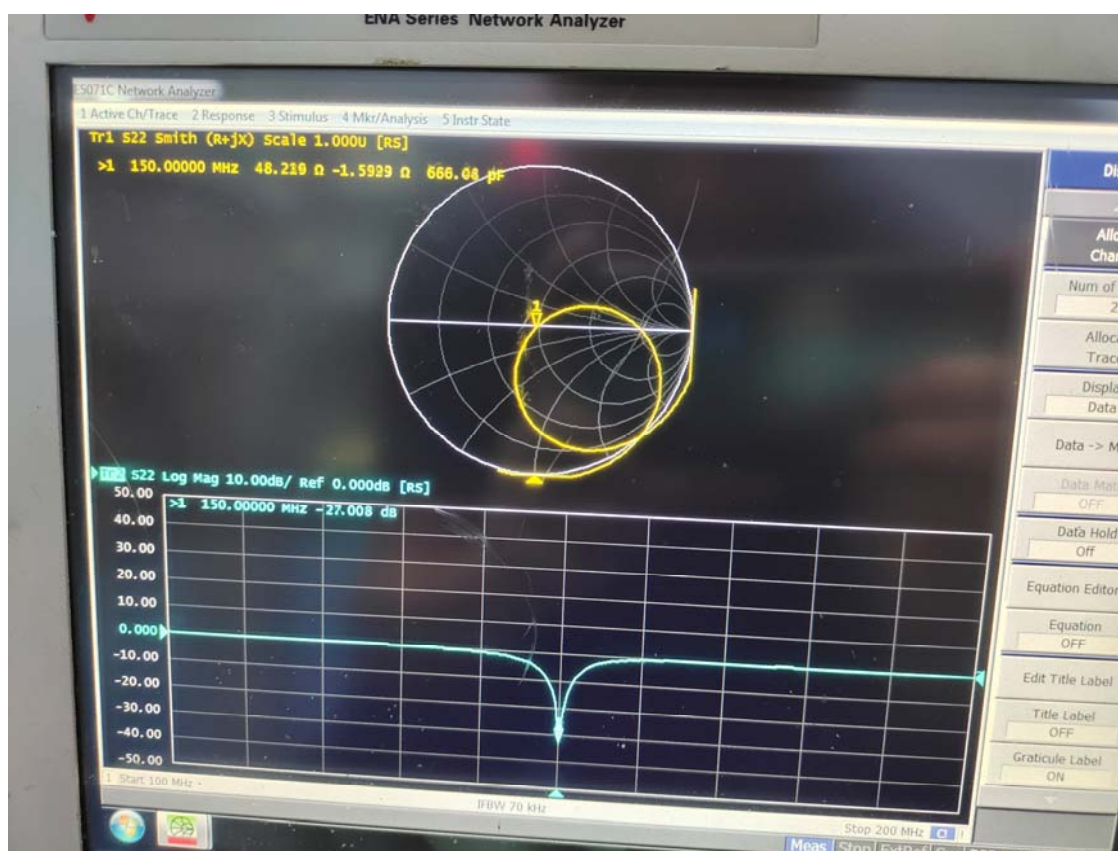 ENA Series Network Analyzer
E5071C Network Analyzer
1 Active Ch/Trace 2 Response 3 Stimulus 4 Mkr/Analysis 5 Instr State
Tr1 S22 Smith (R+jX) Scale 1.000U [RS]
>1 150.00000 MHz 48.219 Ω -1.5929 Ω 666.08 pF
1
Tr2 S22 Log Mag 10.00dB/ Ref 0.000dB [RS]
>1 150.00000 MHz -27.008 dB
50.00
40.00
30.00
20.00
10.00
0.000
-10.00
-20.00
-30.00
-40.00
-50.00
1 Start 100 MHz
IFBW 70 kHz
Stop 200 MHz
Meas Stop ExtRef
Num of
2
Data
Data -> M
OFF
Data Hold
Off
Equation Editor
Equation
OFF
Edit Title Label
Title Label
OFF
Graticule Label
ON